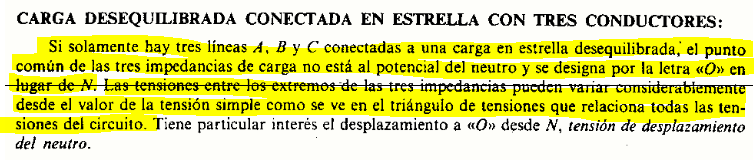 CARGA DESEQUILIBRADA CONECTADA EN ESTRELLA CON TRES CONDUCTORES:
Si solamente hay tres líneas A, B y C conectadas a una carga en estrella desequilibrada, el punto
común de las tres impedancias de carga no está al potencial del neutro y se designa por la letra «O» en
lugar de N. Las tensiones entre los extremos de las tres impedancias pueden variar considerablemente
desde el valor de la tensión simple como se ve en el triángulo de tensiones que relaciona todas las ten-
siones del circuito. Tiene particular interés el desplazamiento a «O» desde N, tensión de desplazamiento
del neutro.